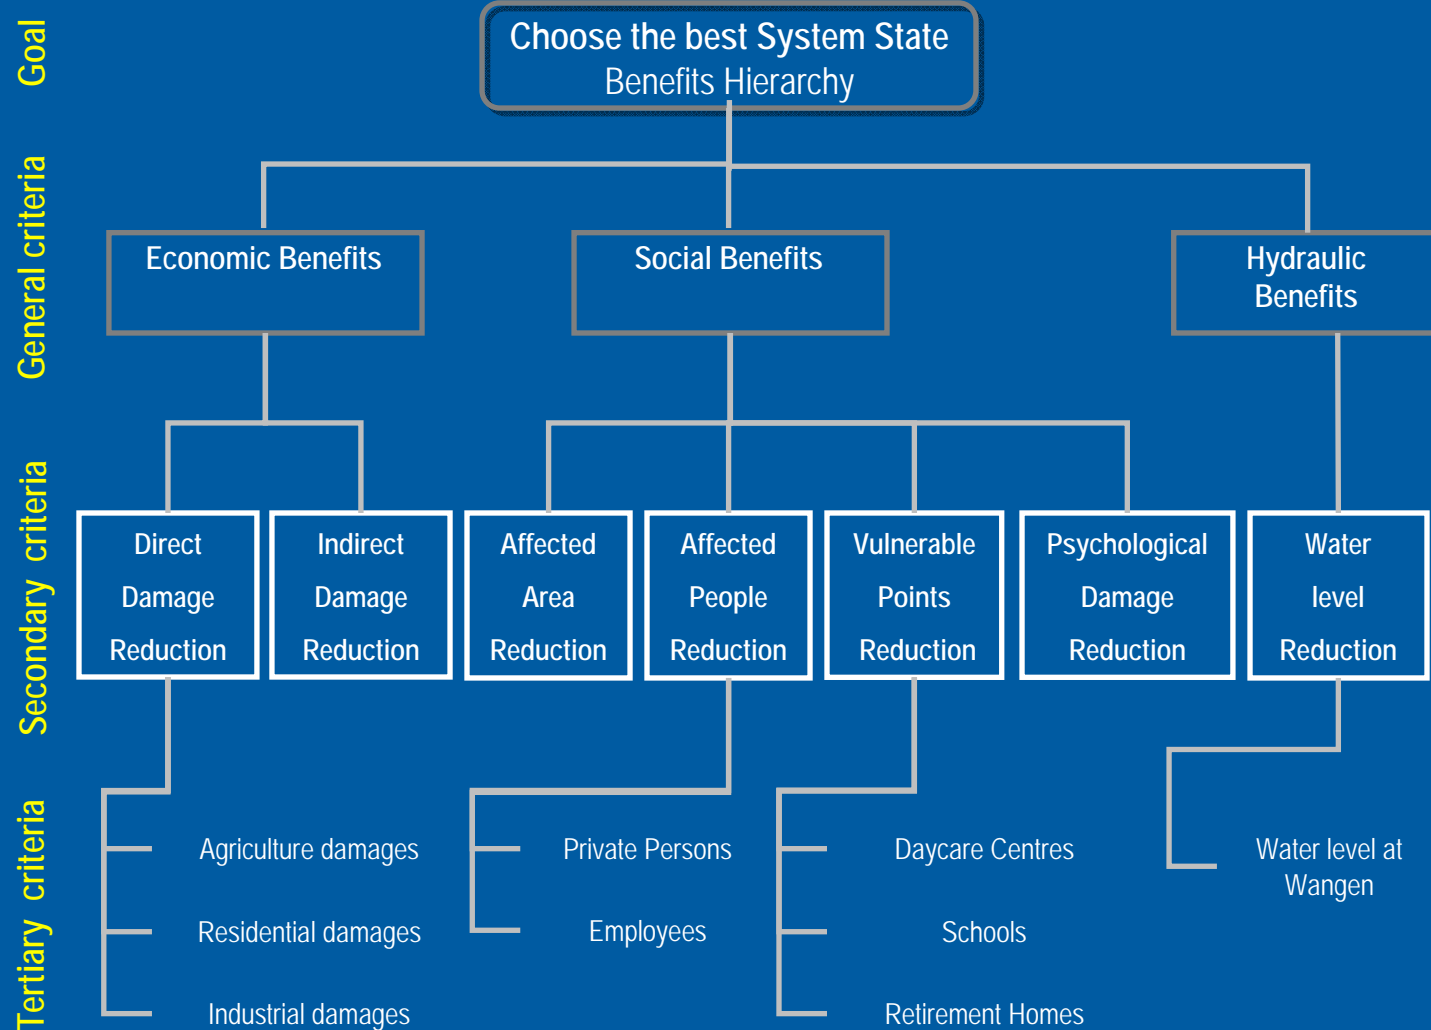 Goal
Choose the best System State
Benefits Hierarchy
General criteria
Economic Benefits
Social Benefits
Hydraulic
Benefits
Secondary criteria
Direct
Damage
Reduction
Indirect
Damage
Reduction
Affected
Area
Reduction
Affected
People
Reduction
Vulnerable
Points
Reduction
Psychological
Damage
Reduction
Water
level
Reduction
Tertiary criteria
Agriculture damages
Residential damages
Industrial damages
Private Persons
Employees
Daycare Centres
Schools
Retirement Homes
Water level at
Wangen